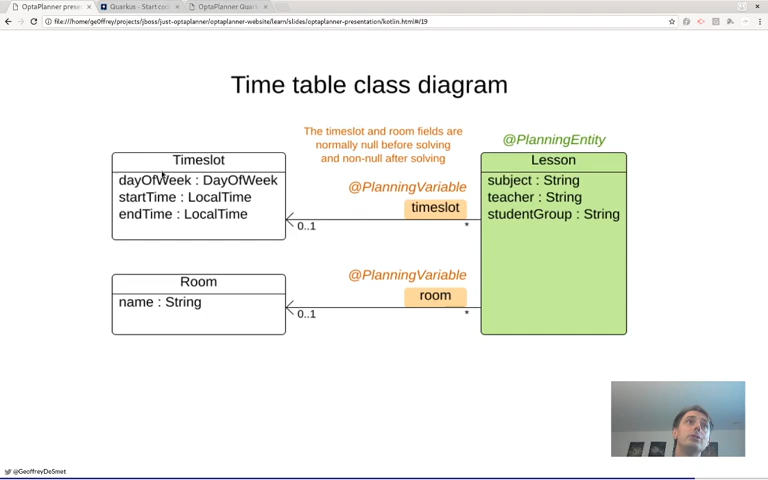 OptaPlanner prese
Quarkus - Start co
OptaPlanner Quar
file:///home/ge0ffrey/projects/jboss/just-optaplanner/optaplanner-website/learn/slides/optaplanner-presentation/kotlin.html#/19
Time table class diagram
The timeslot and room fields are
normally null before solving
and non-null after solving
@PlanningEntity
Timeslot
dayOfWeek : DayOfWeek
startTime : LocalTime
endTime : LocalTime
@PlanningVariable
timeslot
0..1
*
Lesson
subject : String
teacher : String
studentGroup : String
Room
name : String
@PlanningVariable
room
0..1
*
@GeoffreyDeSmet